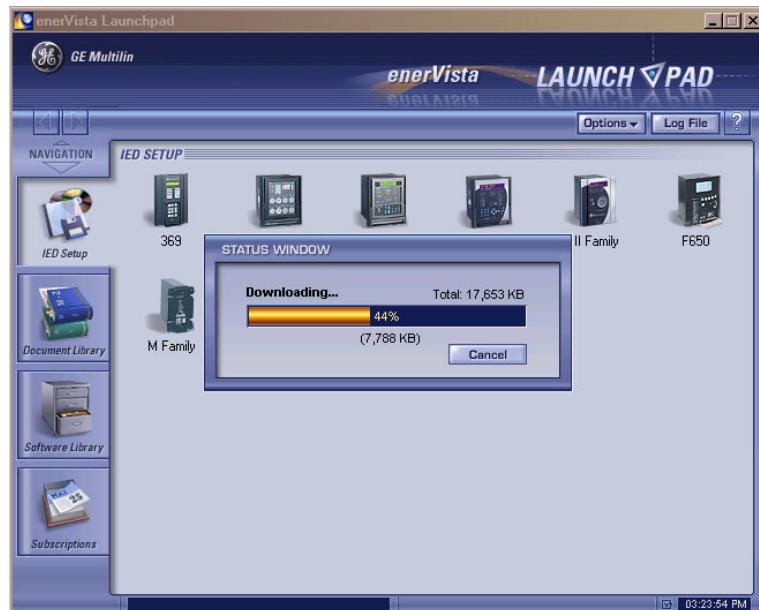 enerVista Launchpad
GE Multilin
enerVista LAUNCH PAD
Options
Log File
?
NAVIGATION
IED SETUP
IED Setup
369
II Family
F650
M Family
STATUS WINDOW
Downloading... Total: 17,653 KB
44%
(7,788 KB)
Cancel
Document Library
Software Library
MAY 25
Subscriptions
03:23:54 PM